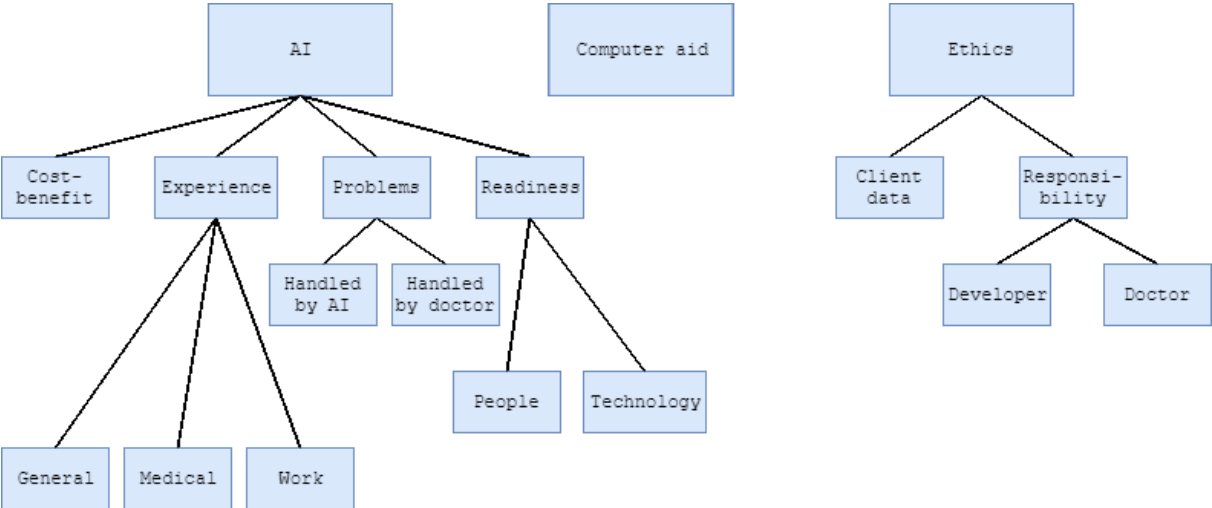 AI
Computer aid
Ethics
Cost-
benefit
Experience
Problems
Readiness
Client
data
Responsi-
bility
Handled
by AI
Handled
by doctor
Developer
Doctor
People
Technology
General
Medical
Work